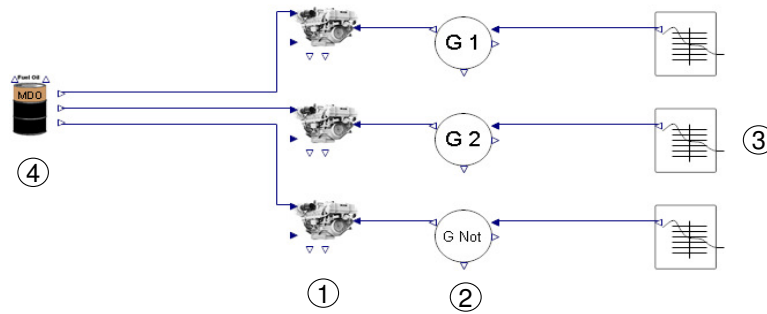 G 1
Fuel Oil
MDO
G 2
③
④
G Not
①
②